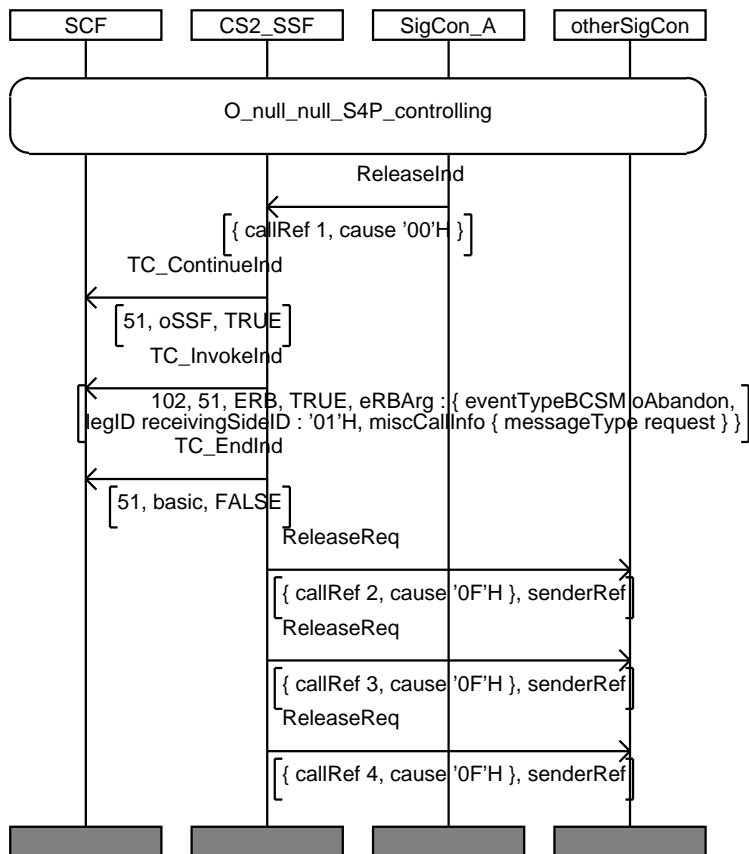 SCF CS2_SSF SigCon_A otherSigCon
O_null_null_S4P_controlling
ReleaseInd
{ callRef 1, cause '00'H }
TC_ContinueInd
51, oSSF, TRUE
TC_InvokeInd
102, 51, ERB, TRUE, eRBArg : { eventTypeBCSM oAbandon,
legID receivingSideID : '01'H, miscCallInfo { messageType request } }
TC_EndInd
51, basic, FALSE
ReleaseReq
{ callRef 2, cause '0F'H }, senderRef
ReleaseReq
{ callRef 3, cause '0F'H }, senderRef
ReleaseReq
{ callRef 4, cause '0F'H }, senderRef